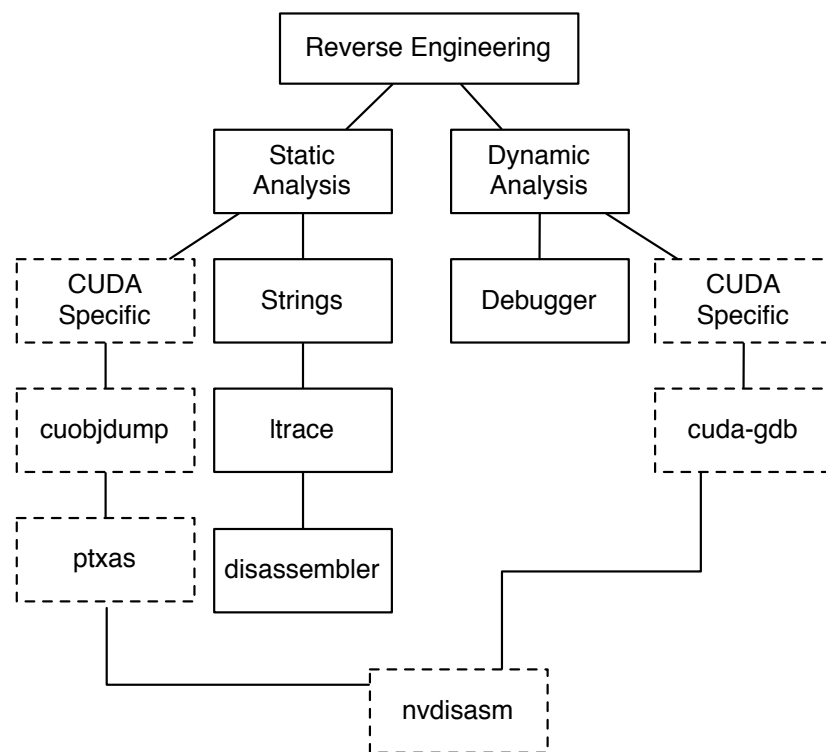 Reverse Engineering
Static
Analysis
Dynamic
Analysis
CUDA
Specific
Strings
Debugger
CUDA
Specific
cuobjdump
ltrace
cuda-gdb
ptxas
disassembler
nvdisasm